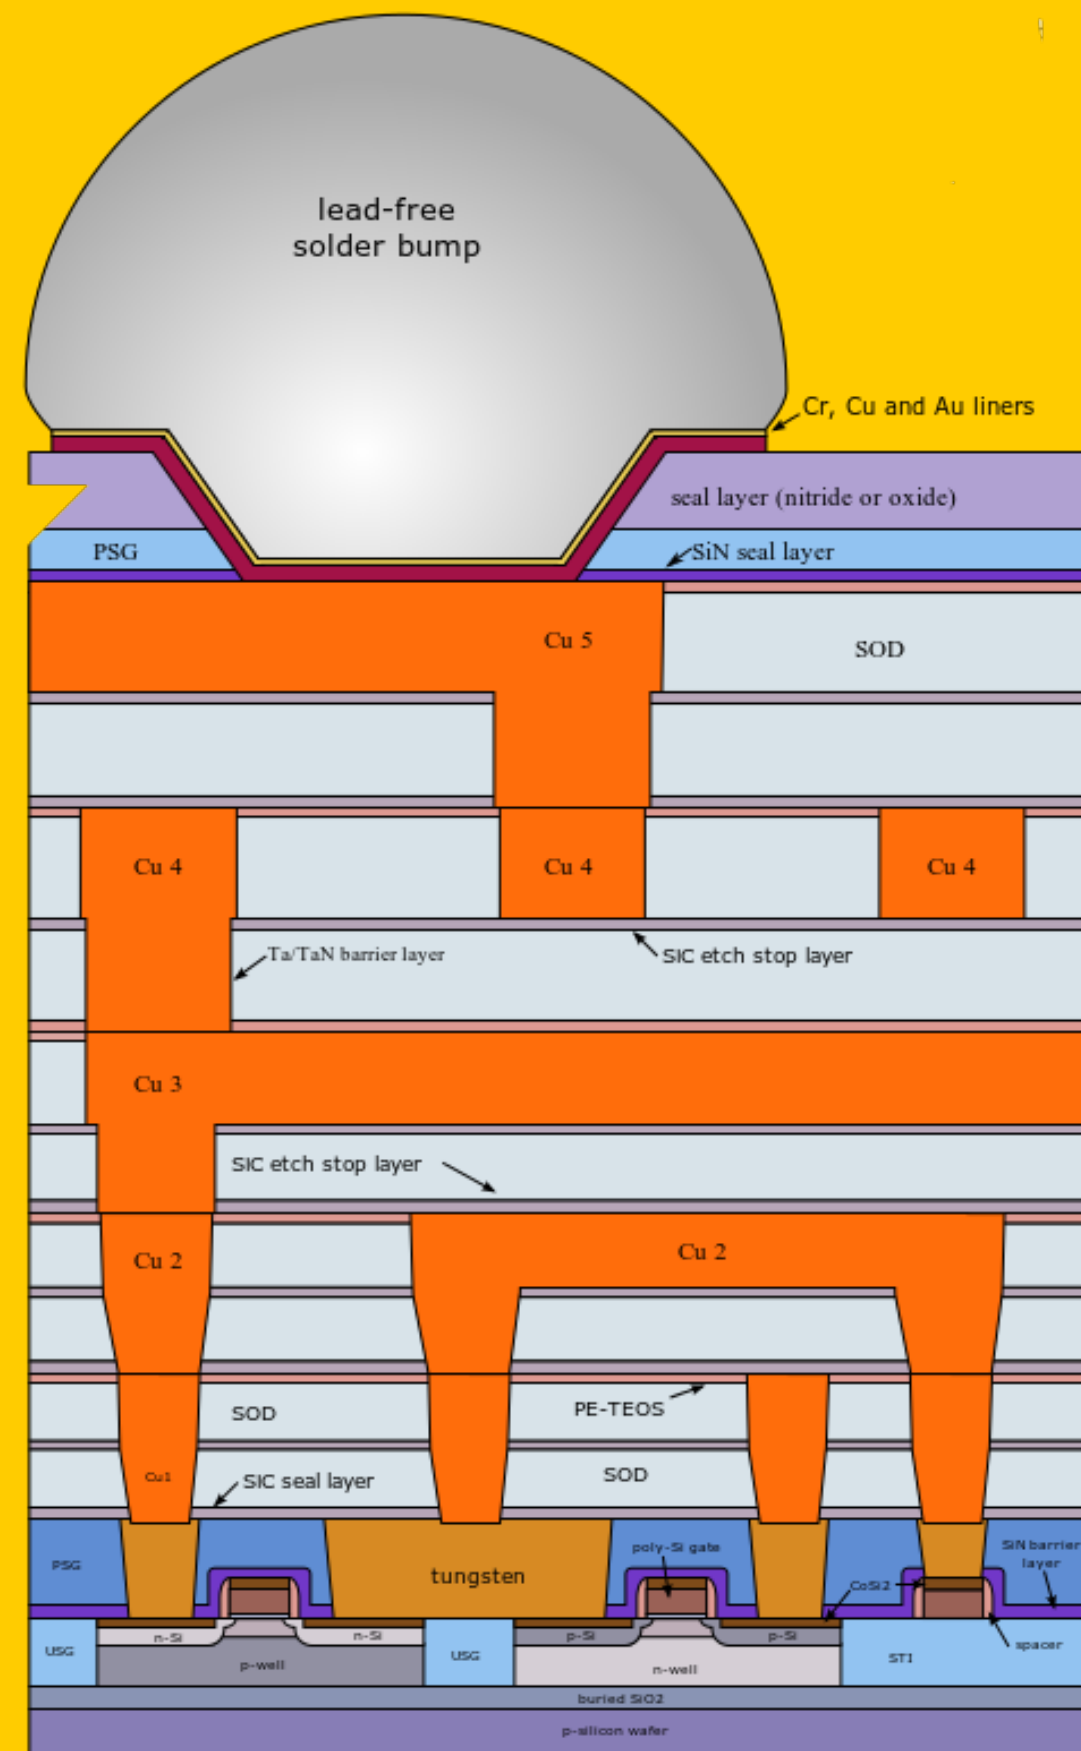 lead-free
solder bump
Cr, Cu and Au liners
seal layer (nitride or oxide)
PSG
SiN seal layer
Cu 5
SOD
Cu 4
Cu 4
Cu 4
Ta/TaN barrier layer
SiC etch stop layer
Cu 3
SiC etch stop layer
Cu 2
Cu 2
SOD
PE-TEOS
Cu1
SiC seal layer
SOD
PSG
tungsten
poly-Si gate
CoSi2
SiN barrier
layer
n-Si
n-Si
p-Si
p-Si
spacer
USG
p-well
USG
n-well
STI
buried SiO2
p-silicon wafer